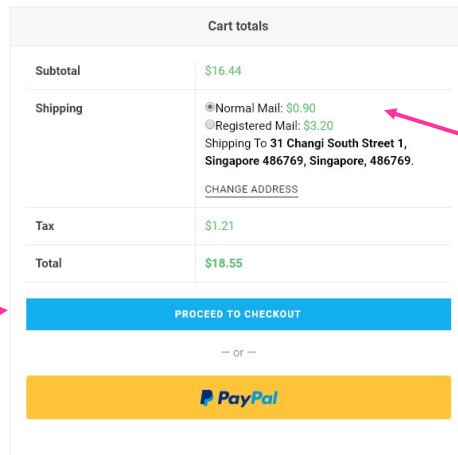 Cart totals
Subtotal $16.44
Shipping Normal Mail: $0.90
Registered Mail: $3.20
Shipping To 31 Changi South Street 1,
Singapore 486769, Singapore, 486769.
CHANGE ADDRESS
Tax $1.21
Total $18.55
PROCEED TO CHECKOUT
— or —
PayPal